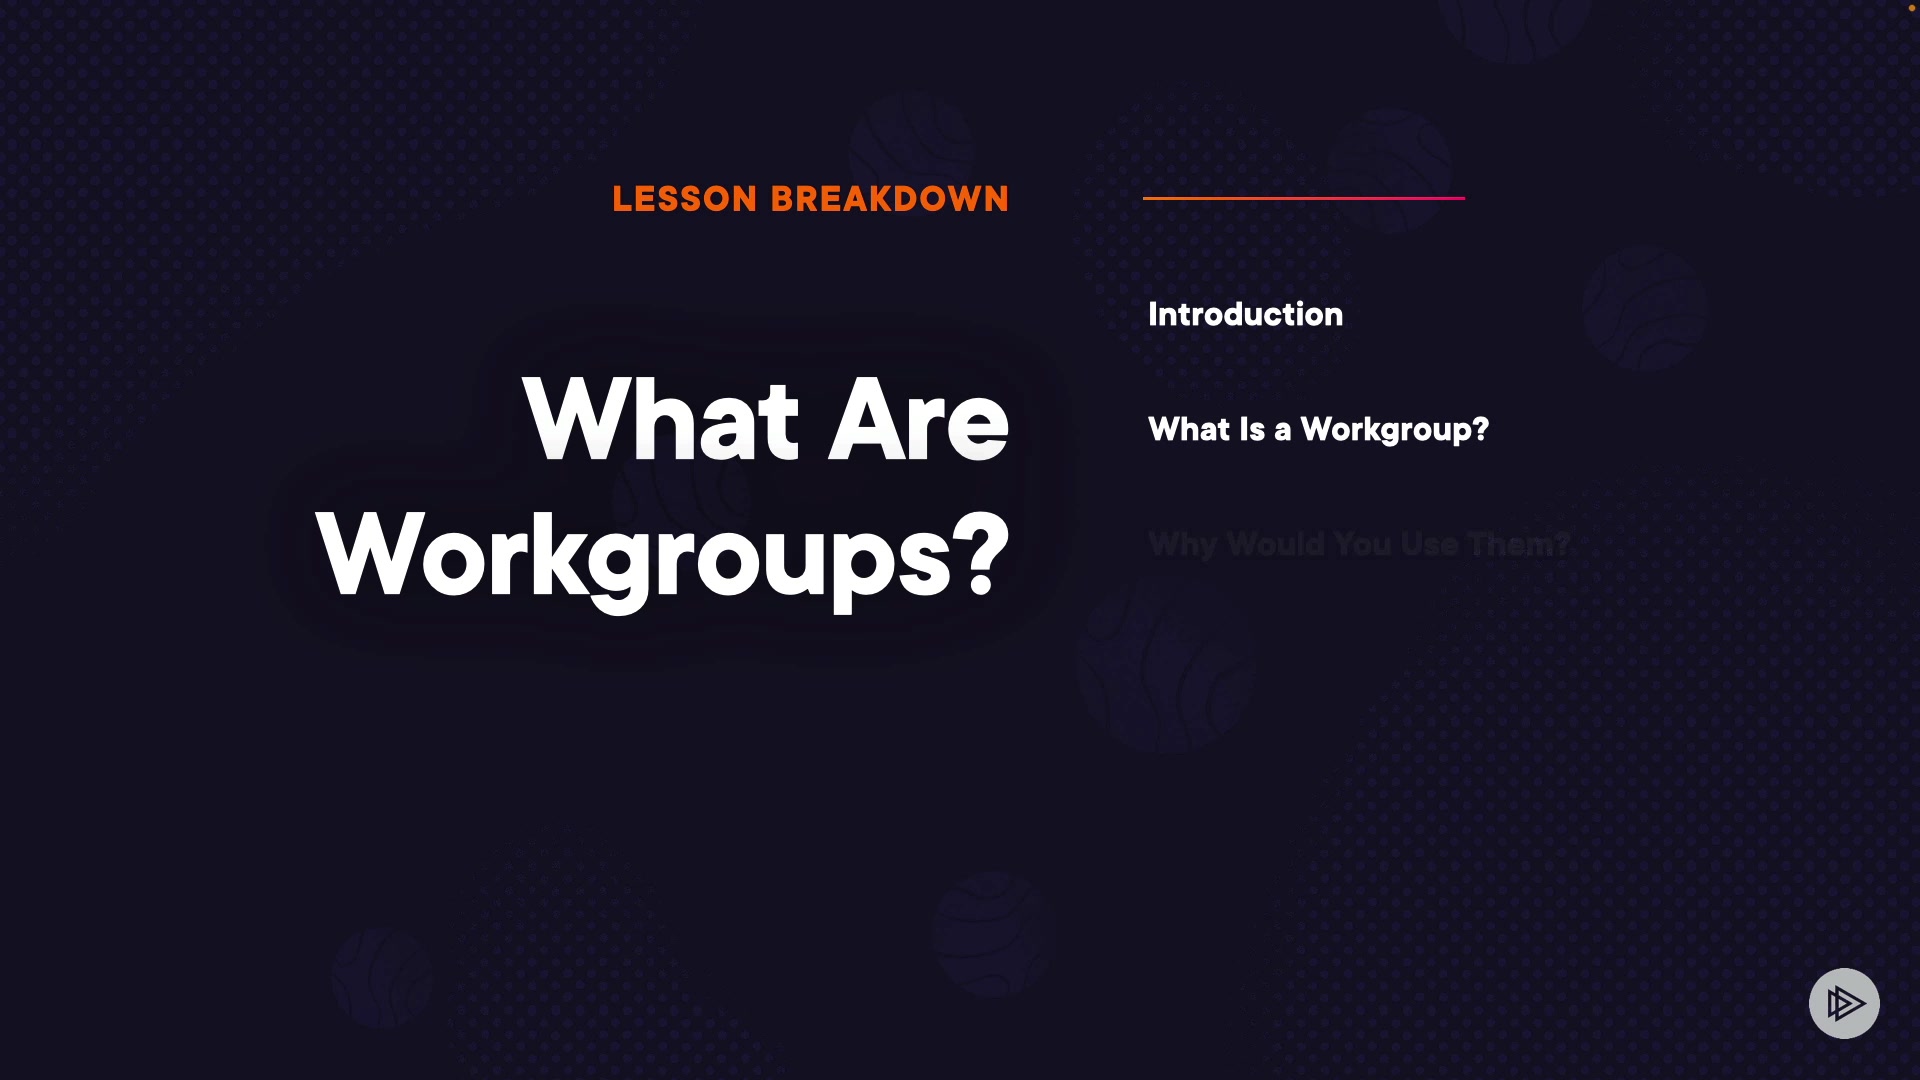 LESSON BREAKDOWN
What Are
Workgroups?
Introduction
What Is a Workgroup?
Why Would You Use Them?